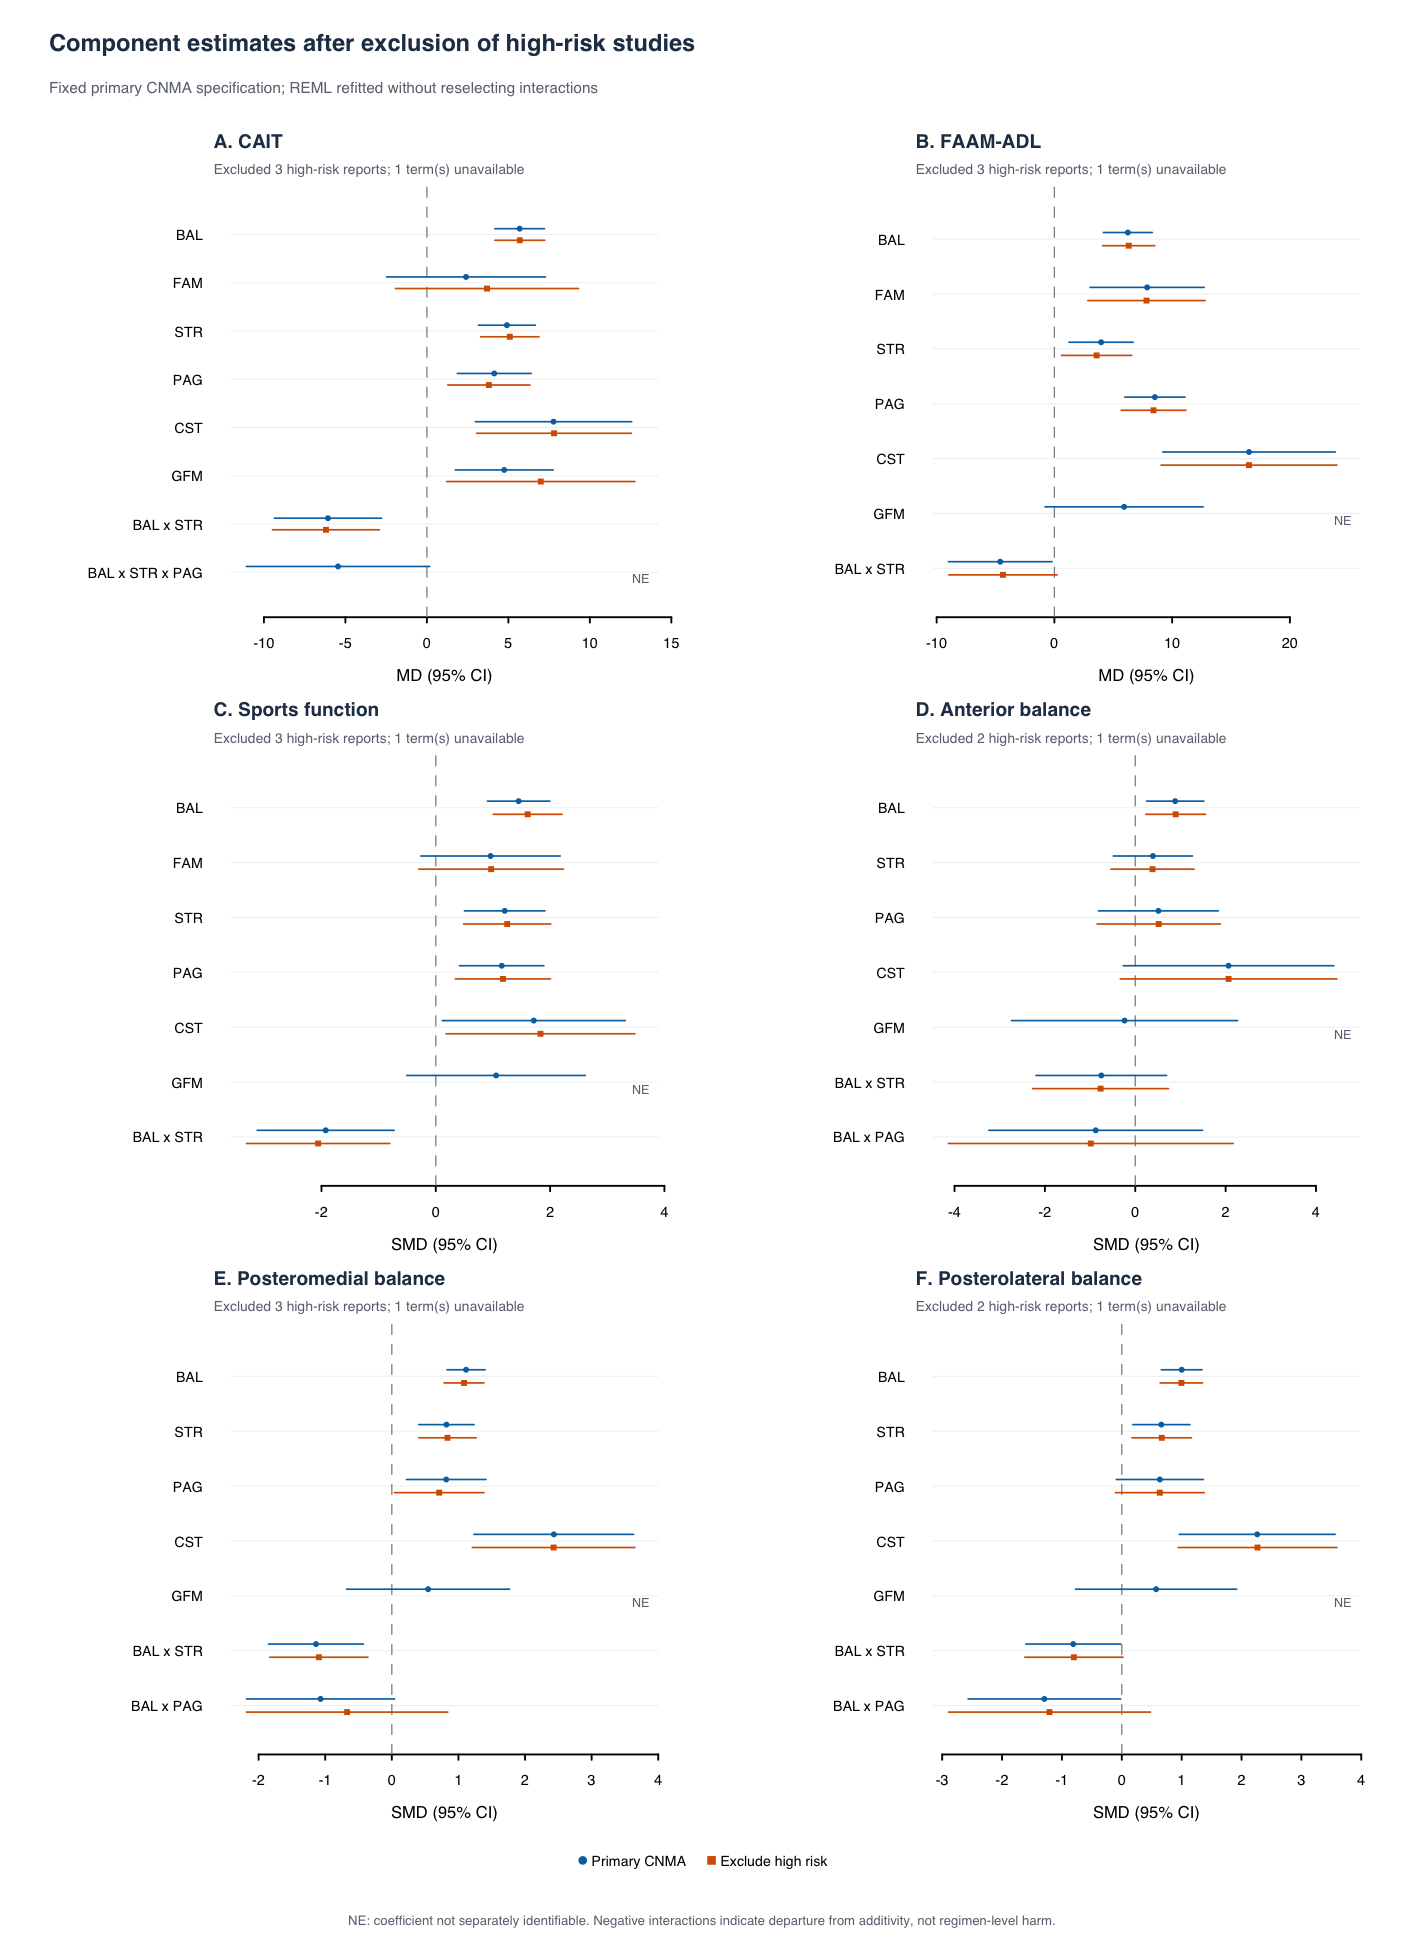 Component estimates after exclusion of high-risk studies
Fixed primary CNMA specification; REML refitted without reselecting interactions
A. CAIT
Excluded 3 high-risk reports; 1 term(s) unavailable
BAL
FAM
STR
PAG
CST
GFM
BAL x STR
BAL x STR x PAG
NE
-10 -5 0 5 10 15
MD (95% CI)
B. FAAM-ADL
Excluded 3 high-risk reports; 1 term(s) unavailable
BAL
FAM
STR
PAG
CST
GFM
NE
BAL x STR
-10 0 10 20
MD (95% CI)
C. Sports function
Excluded 3 high-risk reports; 1 term(s) unavailable
BAL
FAM
STR
PAG
CST
GFM
NE
BAL x STR
-2 0 2 4
SMD (95% CI)
D. Anterior balance
Excluded 2 high-risk reports; 1 term(s) unavailable
BAL
STR
PAG
CST
GFM
NE
BAL x STR
BAL x PAG
-4 -2 0 2 4
SMD (95% CI)
E. Posteromedial balance
Excluded 3 high-risk reports; 1 term(s) unavailable
BAL
STR
PAG
CST
GFM
NE
BAL x STR
BAL x PAG
-2 -1 0 1 2 3 4
SMD (95% CI)
F. Posterolateral balance
Excluded 2 high-risk reports; 1 term(s) unavailable
BAL
STR
PAG
CST
GFM
NE
BAL x STR
BAL x PAG
-3 -2 -1 0 1 2 3 4
SMD (95% CI)
Primary CNMA Exclude high risk
NE: coefficient not separately identifiable. Negative interactions indicate departure from additivity, not regimen-level harm.